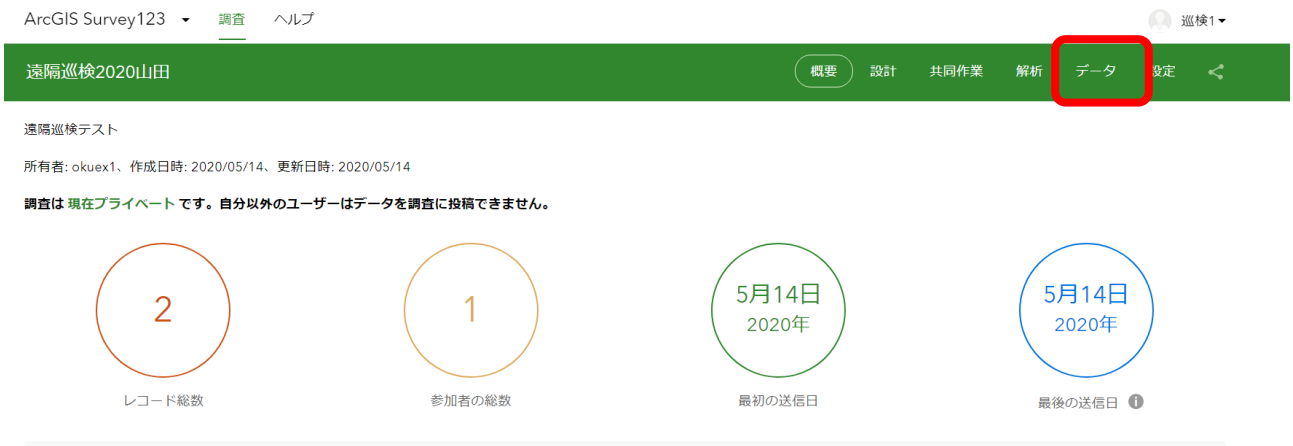 ArcGIS Survey123 調査 ヘルプ 巡検1
遠隔巡検2020山田 概要 設計 共同作業 解析 データ 設定
遠隔巡検テスト
所有者: okuex1、作成日時: 2020/05/14、更新日時: 2020/05/14
調査は 現在プライベート です。自分以外のユーザーはデータを調査に投稿できません。
2 1 5月14日 5月14日
2020年 2020年
レコード総数 参加者の総数 最初の送信日 最後の送信日